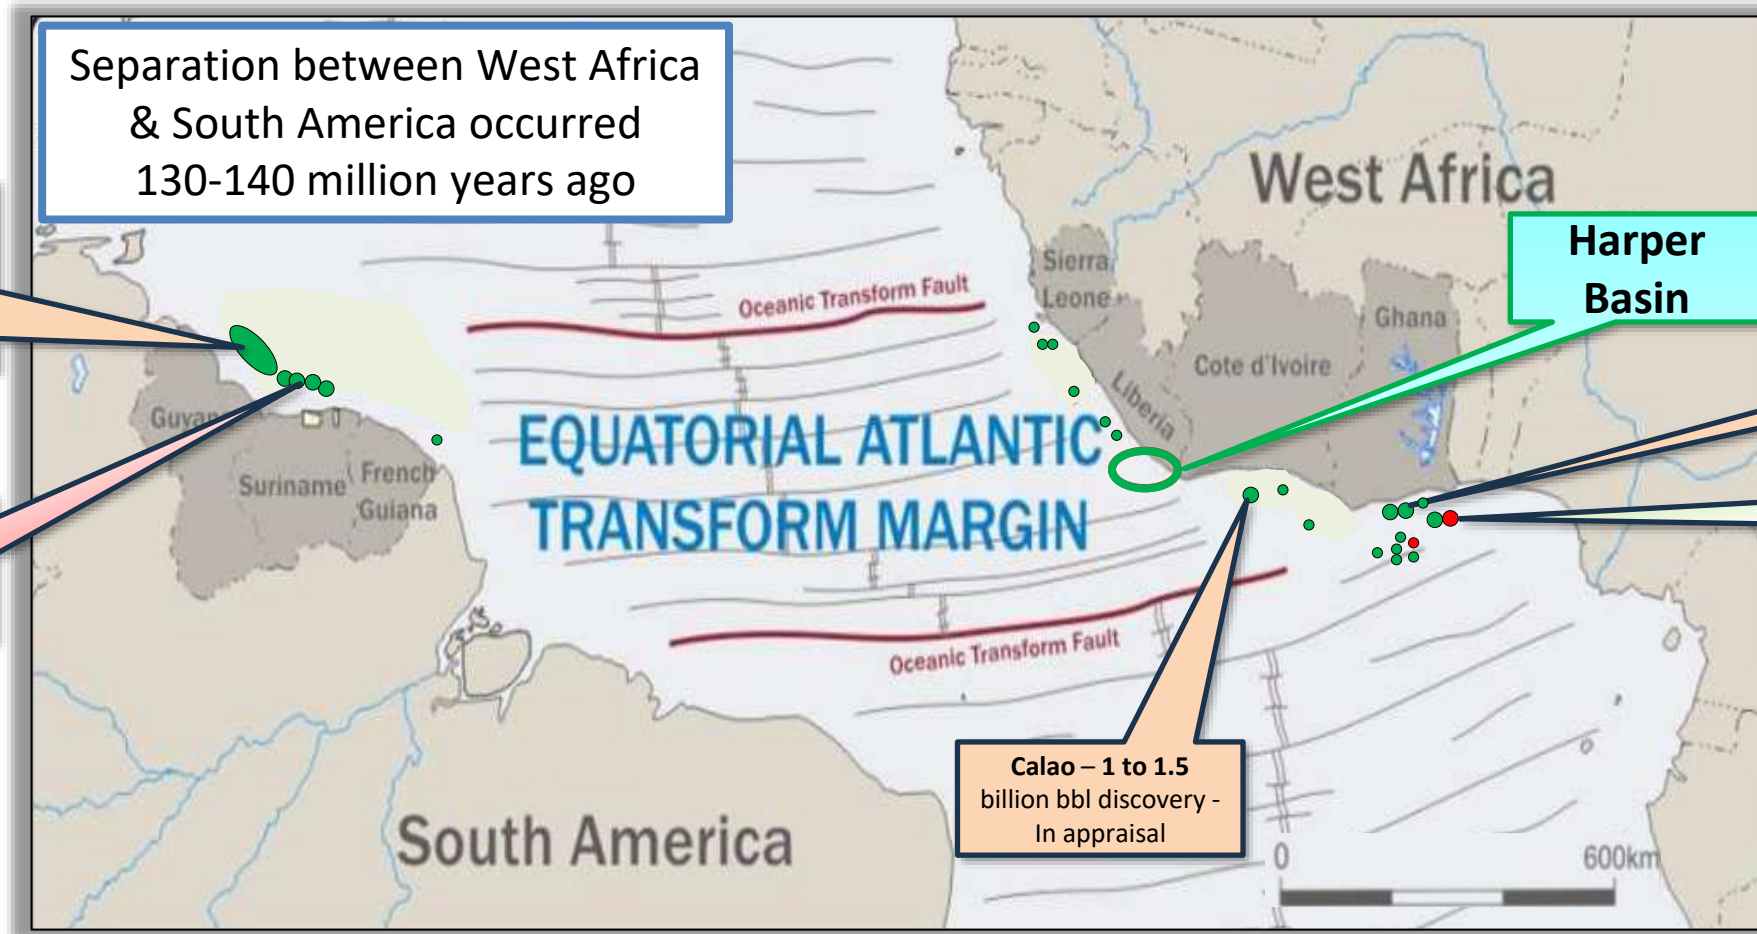 Separation between West Africa
& South America occurred
130-140 million years ago
West Africa
Harper
Basin
Sierra
Leone
Oceanic Transform Fault
Ghana
Cote d'Ivoire
Liberia
Guyana
EQUATORIAL ATLANTIC
TRANSFORM MARGIN
Suriname
French
Guiana
Oceanic Transform Fault
Calao – 1 to 1.5
billion bbl discovery -
In appraisal
South America
0
600km